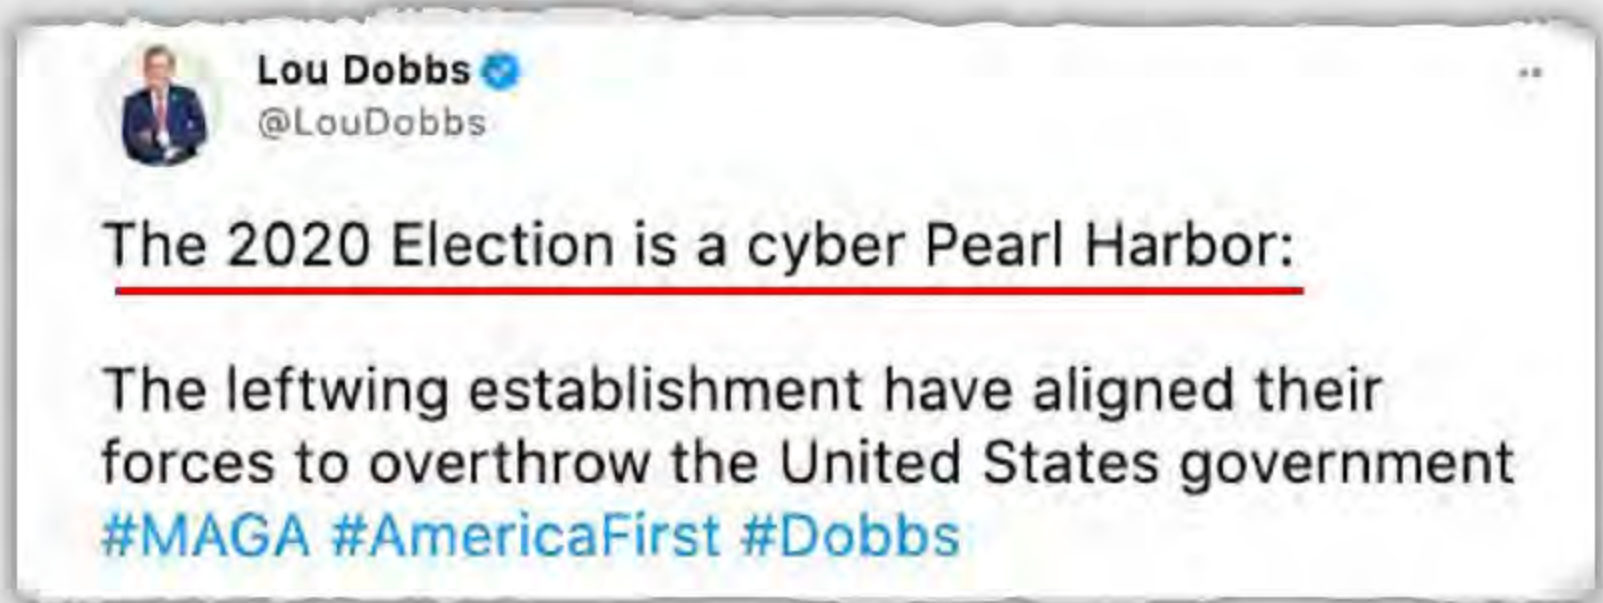 Lou Dobbs
@LouDobbs
The 2020 Election is a cyber Pearl Harbor:
The leftwing establishment have aligned their
forces to overthrow the United States government
#MAGA #AmericaFirst #Dobbs